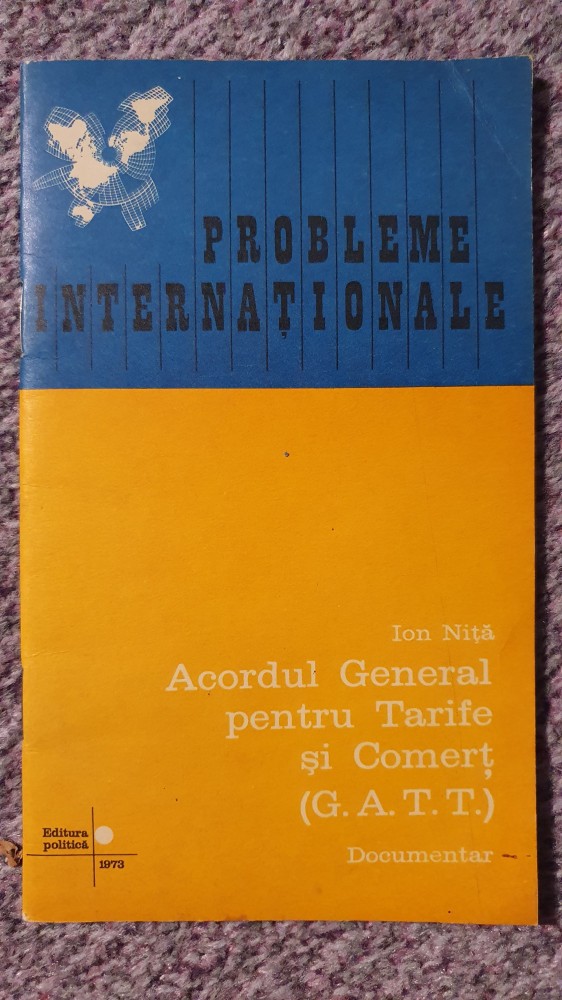 PROBLEME
INTERNAȚIONALE
Ion Niță
Acordul General
pentru Tarife
și Comerț
(G. A. T. T.)
Documentar
Editura
politică
1973